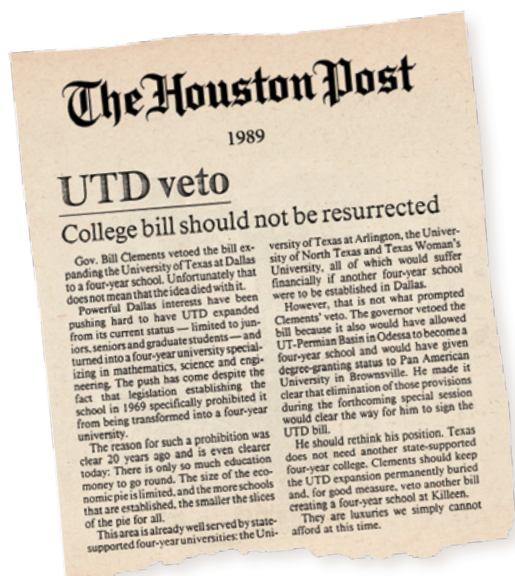 The Houston Post
1989
UTD veto
College bill should not be resurrected
Gov. Bill Clements vetoed the bill ex-
panding the University of Texas at Dallas
to a four-year school. Unfortunately that
does not mean that the idea died with it.
Powerful Dallas interests have been
pushing hard to have UTD expanded
from its current status — limited to jun-
iors, seniors and graduate students — and
turned into a four-year university special-
izing in mathematics, science and engi-
neering. The push has come despite the
fact that legislation establishing the
school in 1969 specifically prohibited it
from being transformed into a four-year
university.
The reason for such a prohibition was
clear 20 years ago and is even clearer
today: There is only so much education
money to go round. The size of the eco-
nomic pie is limited, and the more schools
that are established, the smaller the slices
of the pie for all.
This area is already well served by state-
supported four-year universities: the Uni-
versity of Texas at Arlington, the Univer-
sity of North Texas and Texas Woman's
University, all of which would suffer
financially if another four-year school
were to be established in Dallas.
However, that is not what prompted
Clements' veto. The governor vetoed the
bill because it also would have allowed
UT-Permian Basin in Odessa to become a
four-year school and would have given
degree-granting status to Pan American
University in Brownsville. He made it
clear that elimination of those provisions
during the forthcoming special session
would clear the way for him to sign the
UTD bill.
He should rethink his position. Texas
does not need another state-supported
four-year college. Clements should keep
the UTD expansion permanently buried
and, for good measure, veto another bill
creating a four-year school at Killeen.
They are luxuries we simply cannot
afford at this time.